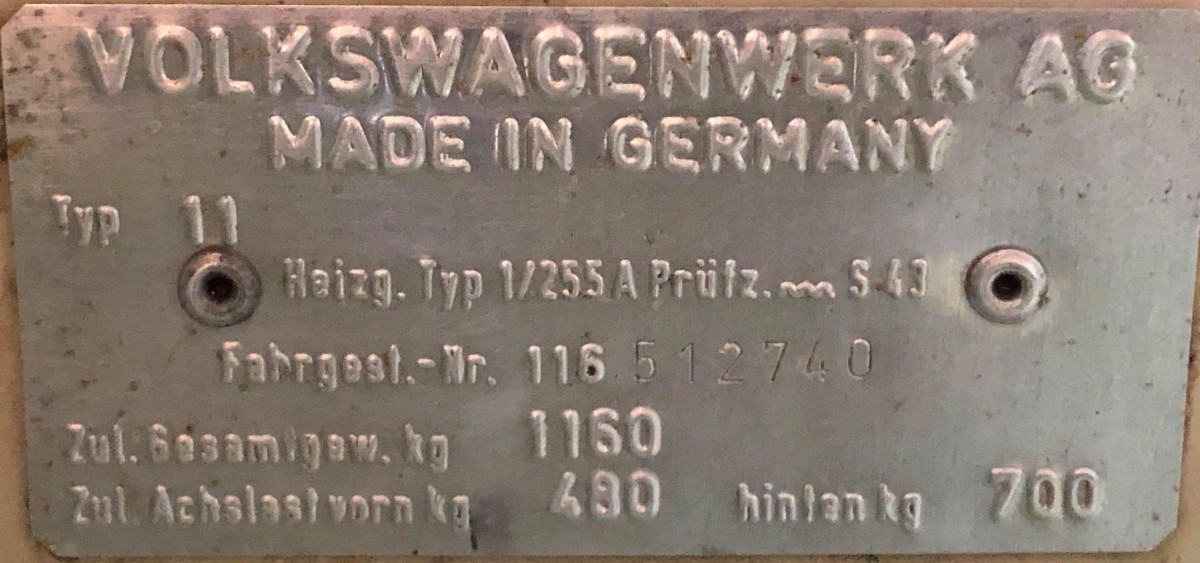 VOLKSWAGENWERK AG
MADE IN GERMANY
Typ 11
Heizg. Typ 1/255 A Prüfz. ~~~ S 43
Fahrgest.-Nr. 116 512740
Zul. Gesamtgew. kg 1160
Zul. Achslast vorn kg 480 hinten kg 700